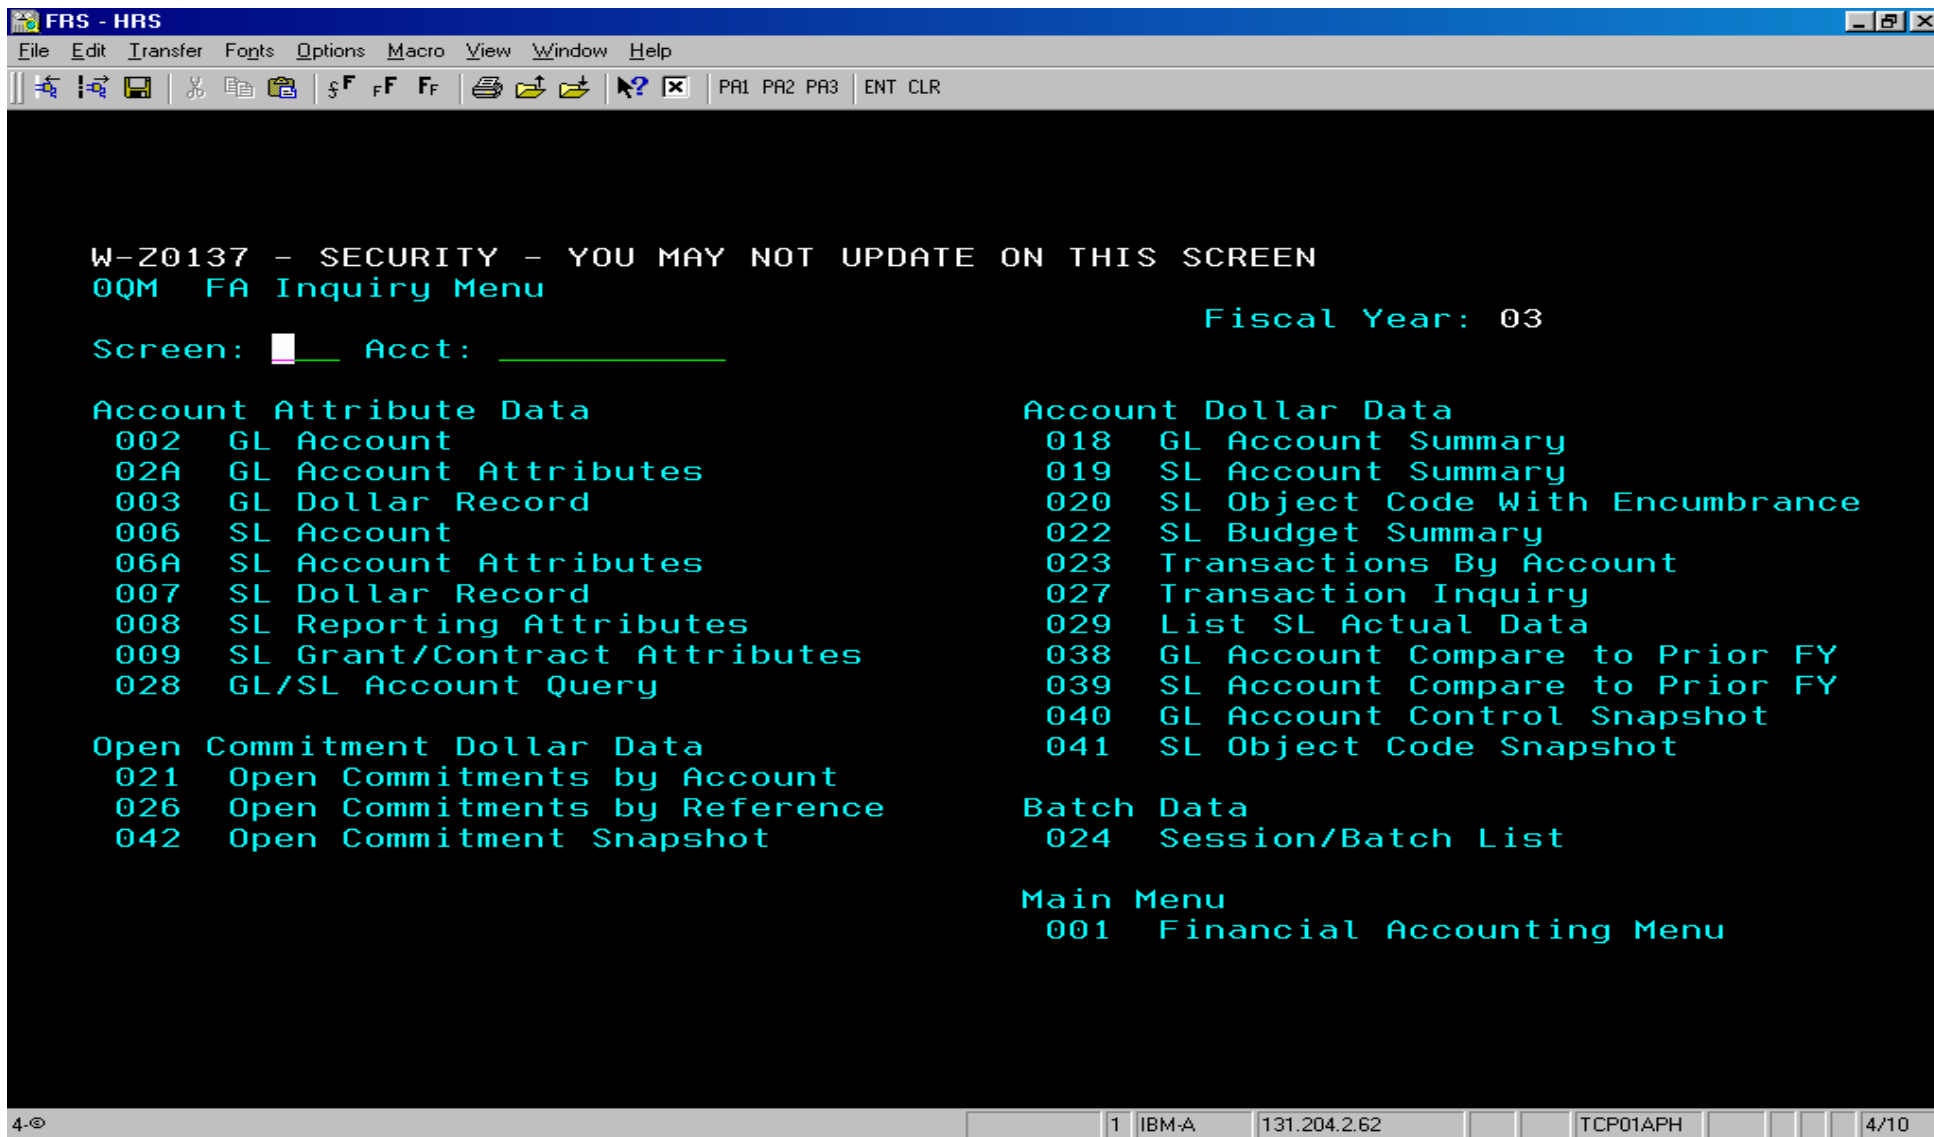 FRS - HRS
File Edit Transfer Fonts Options Macro View Window Help
PA1 PA2 PA3 ENT CLR
W-Z0137 - SECURITY - YOU MAY NOT UPDATE ON THIS SCREEN
0QM FA Inquiry Menu
Fiscal Year: 03
Screen: ___ Acct: __________
Account Attribute Data
002 GL Account
02A GL Account Attributes
003 GL Dollar Record
006 SL Account
06A SL Account Attributes
007 SL Dollar Record
008 SL Reporting Attributes
009 SL Grant/Contract Attributes
028 GL/SL Account Query
Open Commitment Dollar Data
021 Open Commitments by Account
026 Open Commitments by Reference
042 Open Commitment Snapshot
Account Dollar Data
018 GL Account Summary
019 SL Account Summary
020 SL Object Code With Encumbrance
022 SL Budget Summary
023 Transactions By Account
027 Transaction Inquiry
029 List SL Actual Data
038 GL Account Compare to Prior FY
039 SL Account Compare to Prior FY
040 GL Account Control Snapshot
041 SL Object Code Snapshot
Batch Data
024 Session/Batch List
Main Menu
001 Financial Accounting Menu
4-© 1 IBM-A 131.204.2.62 TCP01APH 4/10